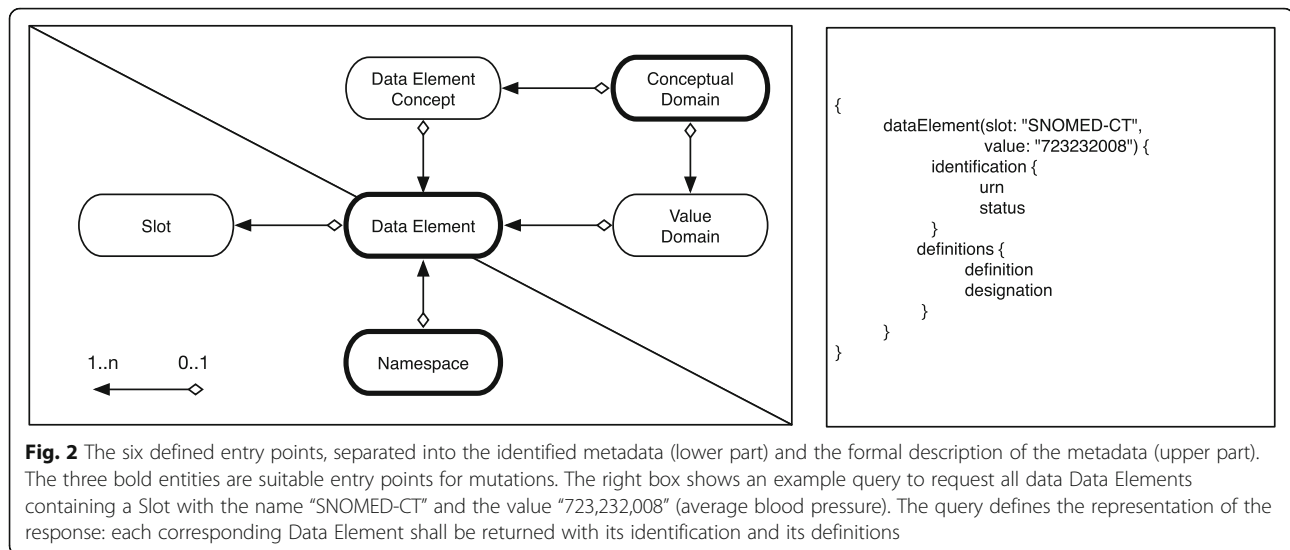 Data Element
Concept
Conceptual
Domain
Slot
Data Element
Value
Domain
1..n
0..1
Namespace
{
dataElement(slot: "SNOMED-CT",
value: "723232008") {
identification {
urn
status
}
definitions {
definition
designation
}
}
}
Fig. 2 The six defined entry points, separated into the identified metadata (lower part) and the formal description of the metadata (upper part).
The three bold entities are suitable entry points for mutations. The right box shows an example query to request all data Data Elements
containing a Slot with the name “SNOMED-CT” and the value “723,232,008” (average blood pressure). The query defines the representation of the
response: each corresponding Data Element shall be returned with its identification and its definitions